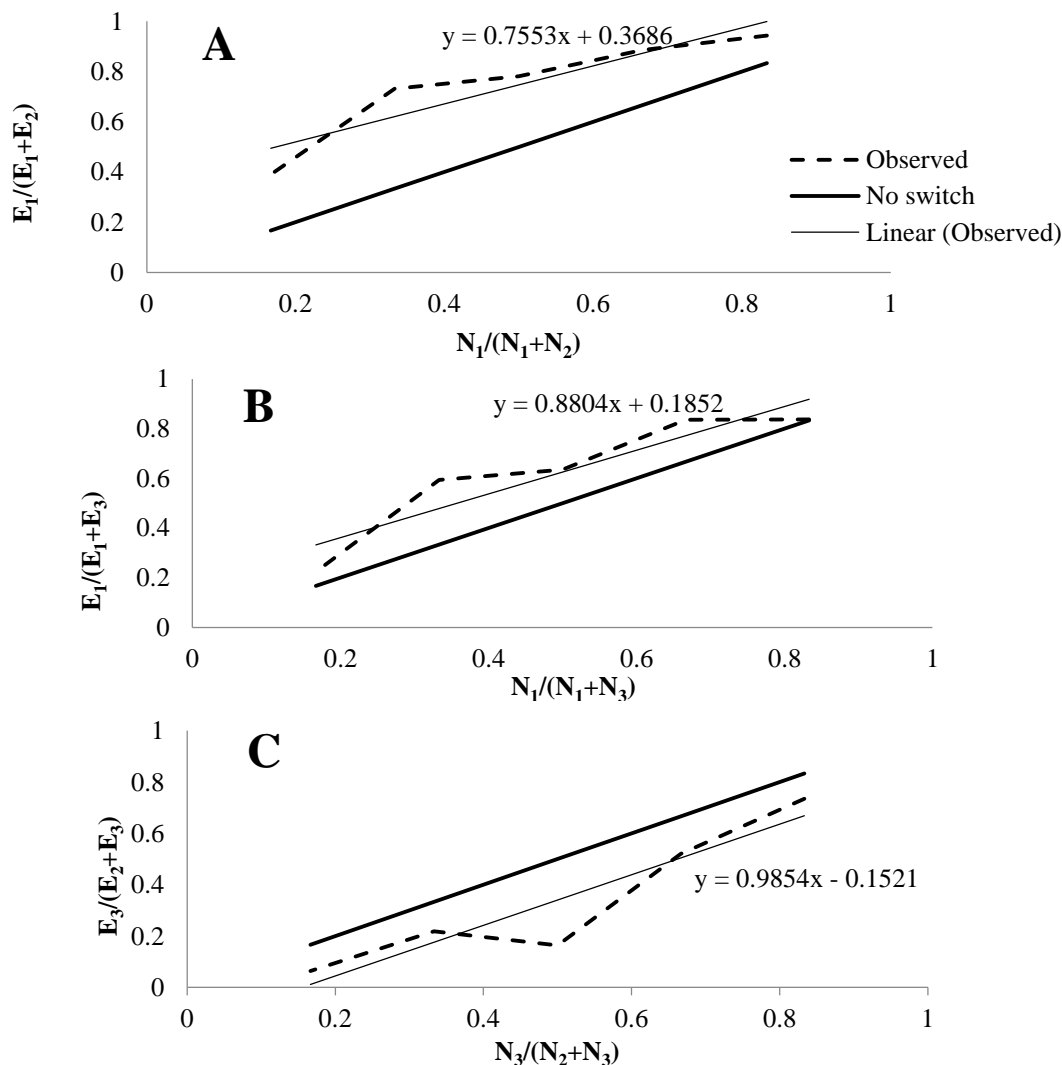 A
y = 0.7553x + 0.3686
1
0.8
0.6
0.4
0.2
0
E₁/(E₁+E₂)
0 0.2 0.4 0.6 0.8 1
N₁/(N₁+N₂)
Observed
No switch
Linear (Observed)
B
y = 0.8804x + 0.1852
1
0.8
0.6
0.4
0.2
0
E₁/(E₁+E₃)
0 0.2 0.4 0.6 0.8 1
N₁/(N₁+N₃)
C
1
0.8
0.6
0.4
0.2
0
E₃/(E₂+E₃)
y = 0.9854x - 0.1521
0 0.2 0.4 0.6 0.8 1
N₃/(N₂+N₃)